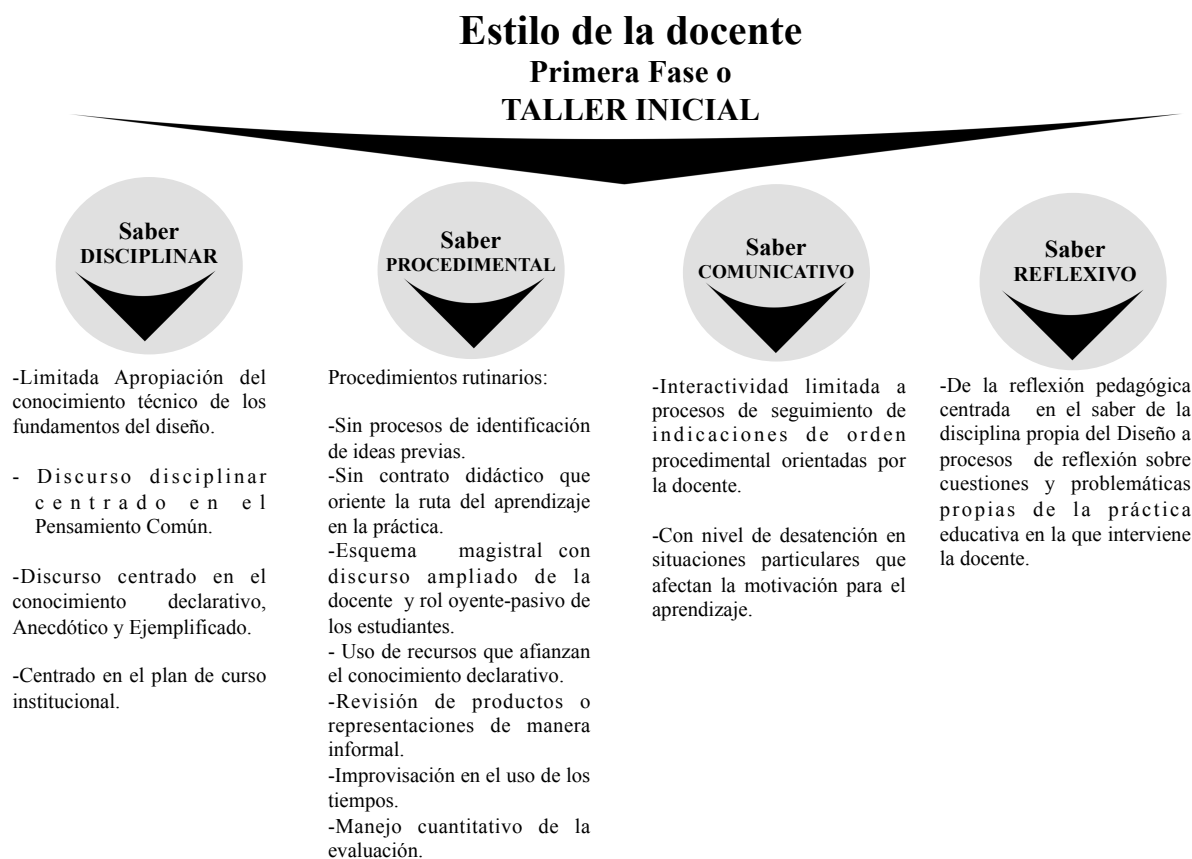 Estilo de la docente
Primera Fase o
TALLER INICIAL
Saber
DISCIPLINAR
-Limitada Apropiación del
conocimiento técnico de los
fundamentos del diseño.
- Discurso disciplinar
centrado en el
Pensamiento Común.
-Discurso centrado en el
conocimiento declarativo,
Anecdótico y Ejemplificado.
-Centrado en el plan de curso
institucional.
Saber
PROCEDIMENTAL
Procedimientos rutinarios:
-Sin procesos de identificación
de ideas previas.
-Sin contrato didáctico que
oriente la ruta del aprendizaje
en la práctica.
-Esquema magistral con
discurso ampliado de la
docente y rol oyente-pasivo de
los estudiantes.
- Uso de recursos que afianzan
el conocimiento declarativo.
-Revisión de productos o
representaciones de manera
informal.
-Improvisación en el uso de los
tiempos.
-Manejo cuantitativo de la
evaluación.
Saber
COMUNICATIVO
-Interactividad limitada a
procesos de seguimiento de
indicaciones de orden
procedimental orientadas por
la docente.
-Con nivel de desatención en
situaciones particulares que
afectan la motivación para el
aprendizaje.
Saber
REFLEXIVO
-De la reflexión pedagógica
centrada en el saber de la
disciplina propia del Diseño a
procesos de reflexión sobre
cuestiones y problemáticas
propias de la práctica
educativa en la que interviene
la docente.